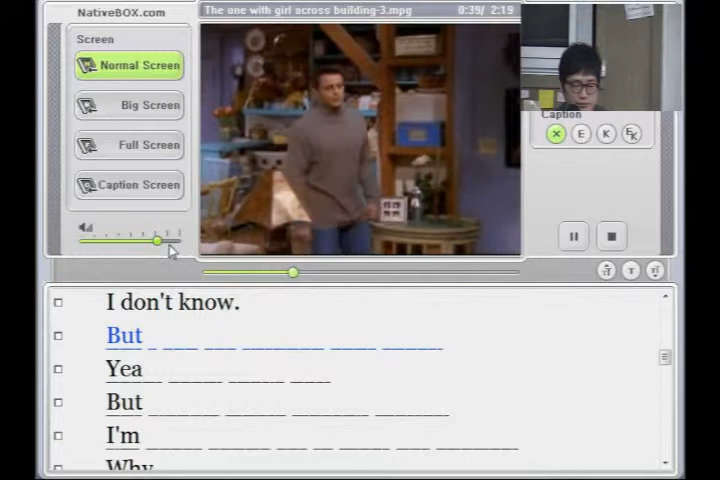 NativeBOX.com
The one with girl across building-3.mpg
0:39/ 2:19
Screen
Normal Screen
Big Screen
Full Screen
Caption Screen
Caption
X E K EK
T T T
I don't know.
But
Yea
But
I'm
Why